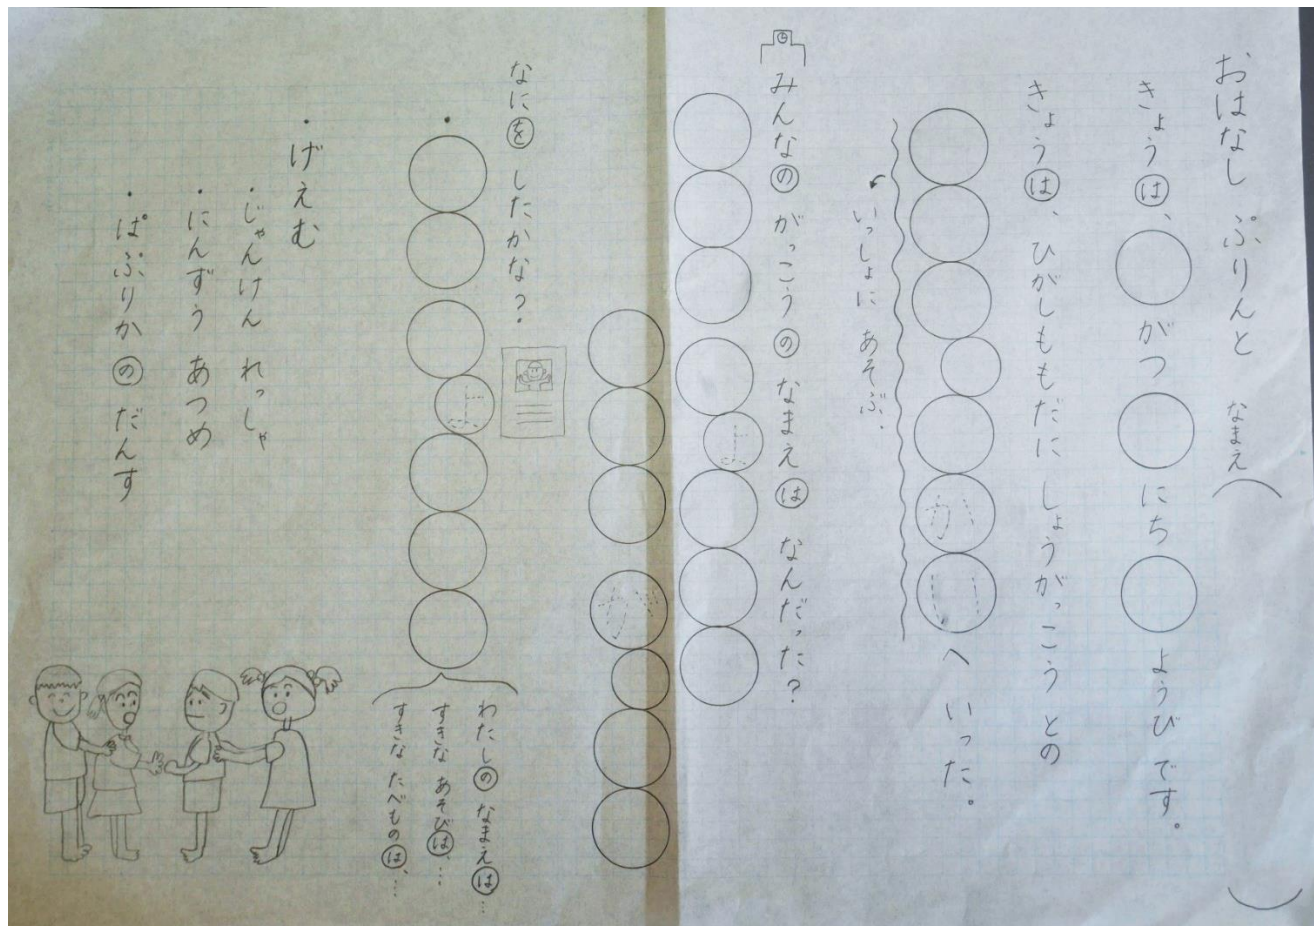 おはなし ぷりんと なまえ（ ）
きょうは、◯がつ◯にち◯ようびです。
きょうは、ひがしももだに しょうがっこう との
◯◯◯◯◯かいへ いった。
いっしょに あそぶ。
みんなの がっこうの なまえは なんだった？
◯◯◯◯ょ◯◯◯
◯◯◯が◯◯◯
なにを したかな？
・◯◯◯ょ◯◯◯
わたしの なまえは…
すきな あそびは、…
すきな たべものは、…
・げえむ
・じゃんけん れっしゃ
・にんずう あつめ
・ぱぷりかの だんす